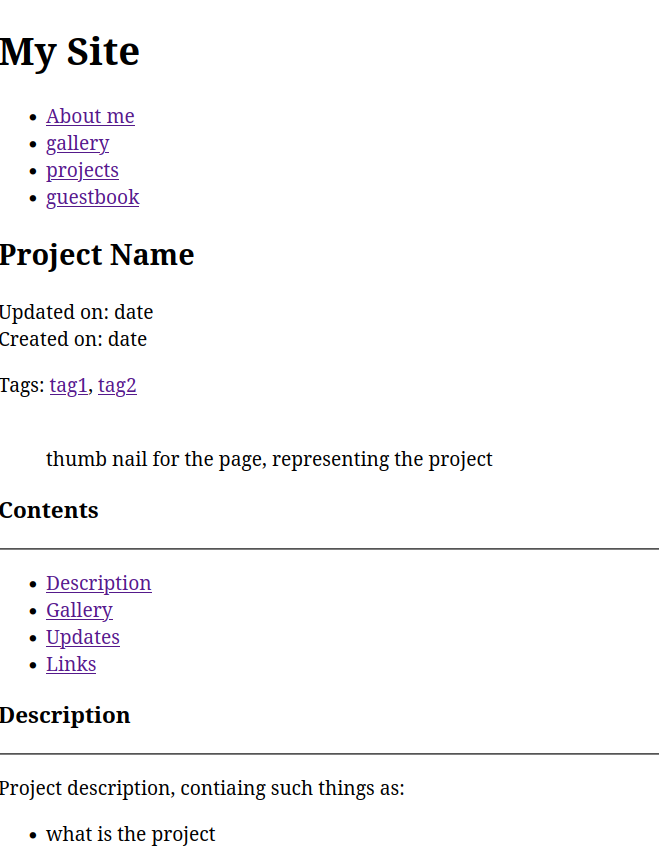 My Site
About me
gallery
projects
guestbook
Project Name
Updated on: date
Created on: date
Tags: tag1, tag2
thumb nail for the page, representing the project
Contents
Description
Gallery
Updates
Links
Description
Project description, contiaing such things as:
what is the project